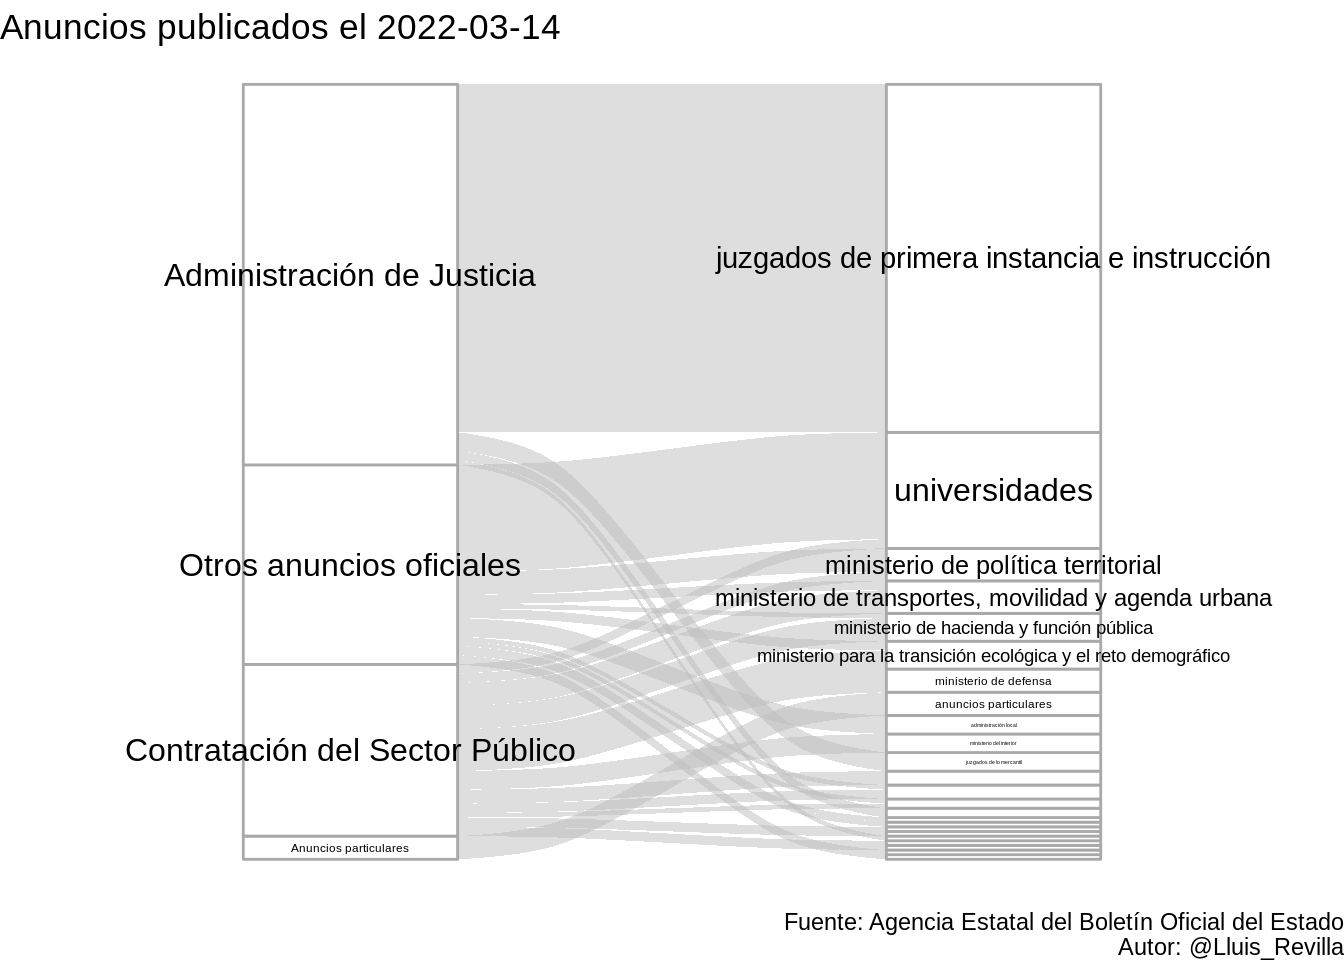 Anuncios publicados el 2022-03-14
Administración de Justicia
Otros anuncios oficiales
Contratación del Sector Público
Anuncios particulares
juzgados de primera instancia e instrucción
universidades
ministerio de política territorial
ministerio de transportes, movilidad y agenda urbana
ministerio de hacienda y función pública
ministerio para la transición ecológica y el reto demográfico
ministerio de defensa
anuncios particulares
administración local
ministerio del interior
juzgados de lo mercantil
Fuente: Agencia Estatal del Boletín Oficial del Estado
Autor: @Lluis_Revilla